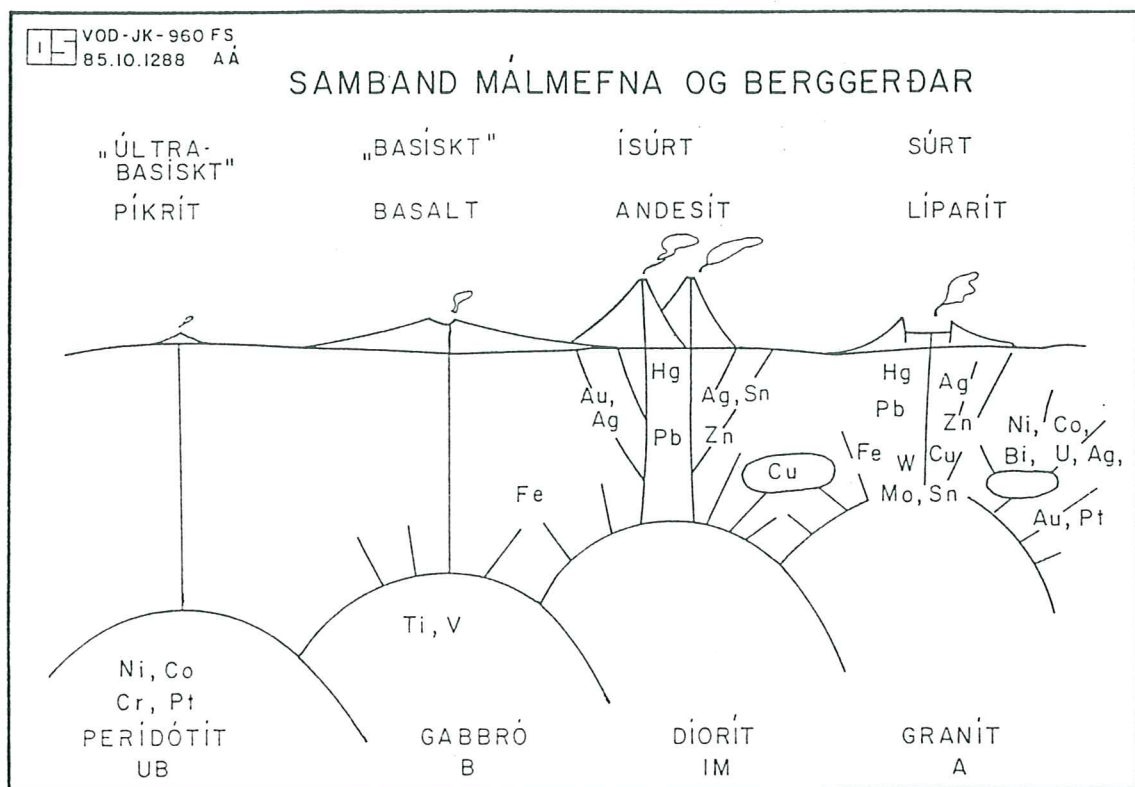 OS VOD-JK-960 FS
85.10.1288 AÁ
SAMBAND MÁLMEFNA OG BERGGERÐAR
„ÚLTRA- „BASÍSKT" ÍSÚRT SÚRT
BASÍSKT"
PÍKRÍT BASALT ANDESÍT LÍPARÍT
Hg Hg Ag
Au, Ag, Sn Pb
Ag Pb Zn Zn Ni, Co,
Fe W Cu Bi, U, Ag,
Cu
Fe Mo, Sn
Au, Pt
Ti, V
Ni, Co
Cr, Pt
PERÍDÓTÍT GABBRÓ DÍORÍT GRANÍT
UB B IM A